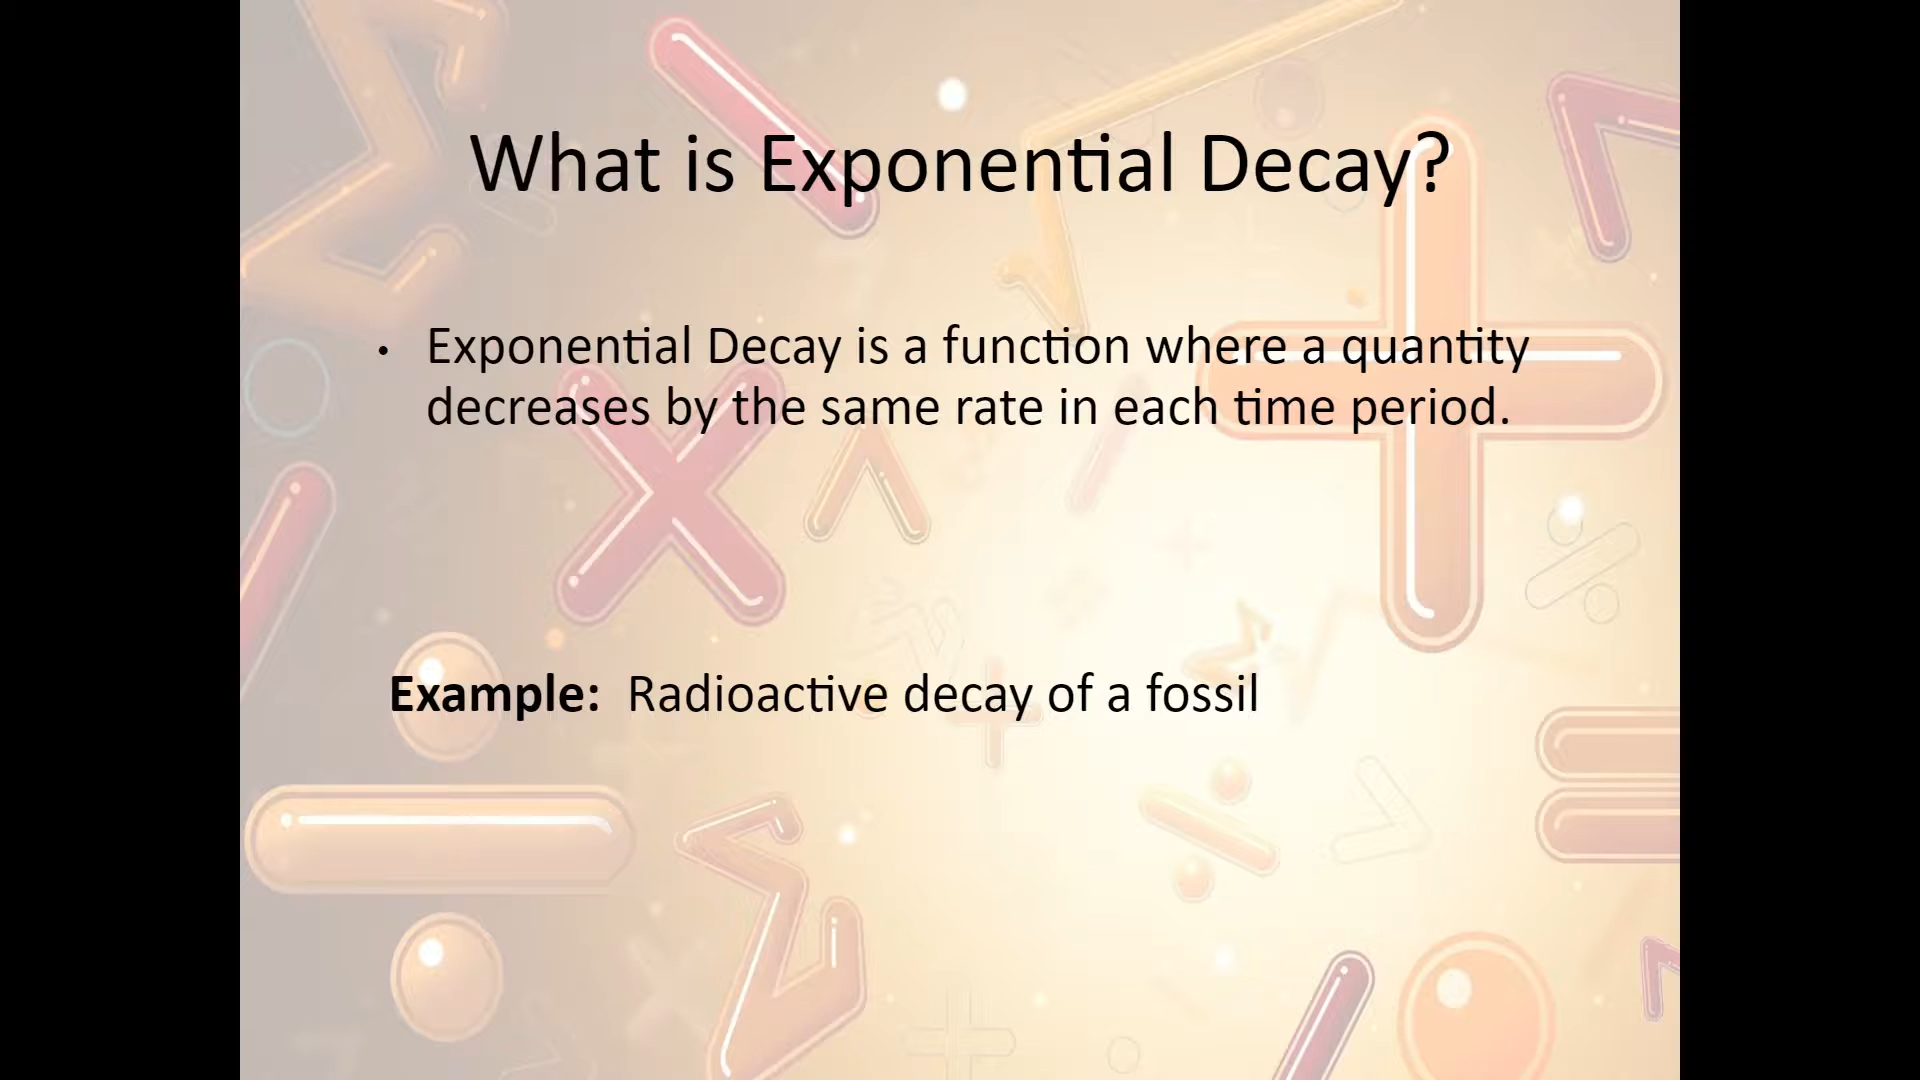 What is Exponential Decay?
• Exponential Decay is a function where a quantity
decreases by the same rate in each time period.
Example: Radioactive decay of a fossil